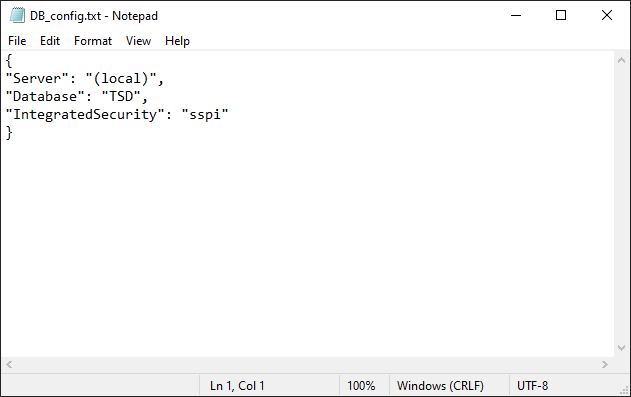 DB_config.txt - Notepad
File Edit Format View Help
{
"Server": "(local)",
"Database": "TSD",
"IntegratedSecurity": "sspi"
}
Ln 1, Col 1 100% Windows (CRLF) UTF-8